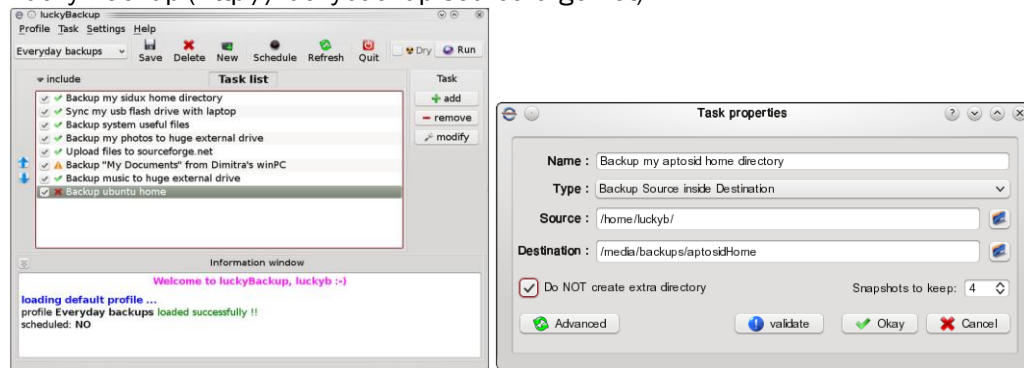 luckyBackup
Profile Task Settings Help
Everyday backups Save Delete New Schedule Refresh Quit Dry Run
include Task list Task
Backup my sidux home directory
Sync my usb flash drive with laptop
Backup system useful files
Backup my photos to huge external drive
Upload files to sourceforge.net
Backup "My Documents" from Dimitra's winPC
Backup music to huge external drive
Backup ubuntu home
add
remove
modify
Information window
Welcome to luckyBackup, luckyb :-)
loading default profile ...
profile Everyday backups loaded successfully !!
scheduled: NO
Task properties
Name : Backup my aptosid home directory
Type : Backup Source inside Destination
Source : /home/luckyb/
Destination : /media/backups/aptosidHome
Do NOT create extra directory Snapshots to keep: 4
Advanced validate Okay Cancel